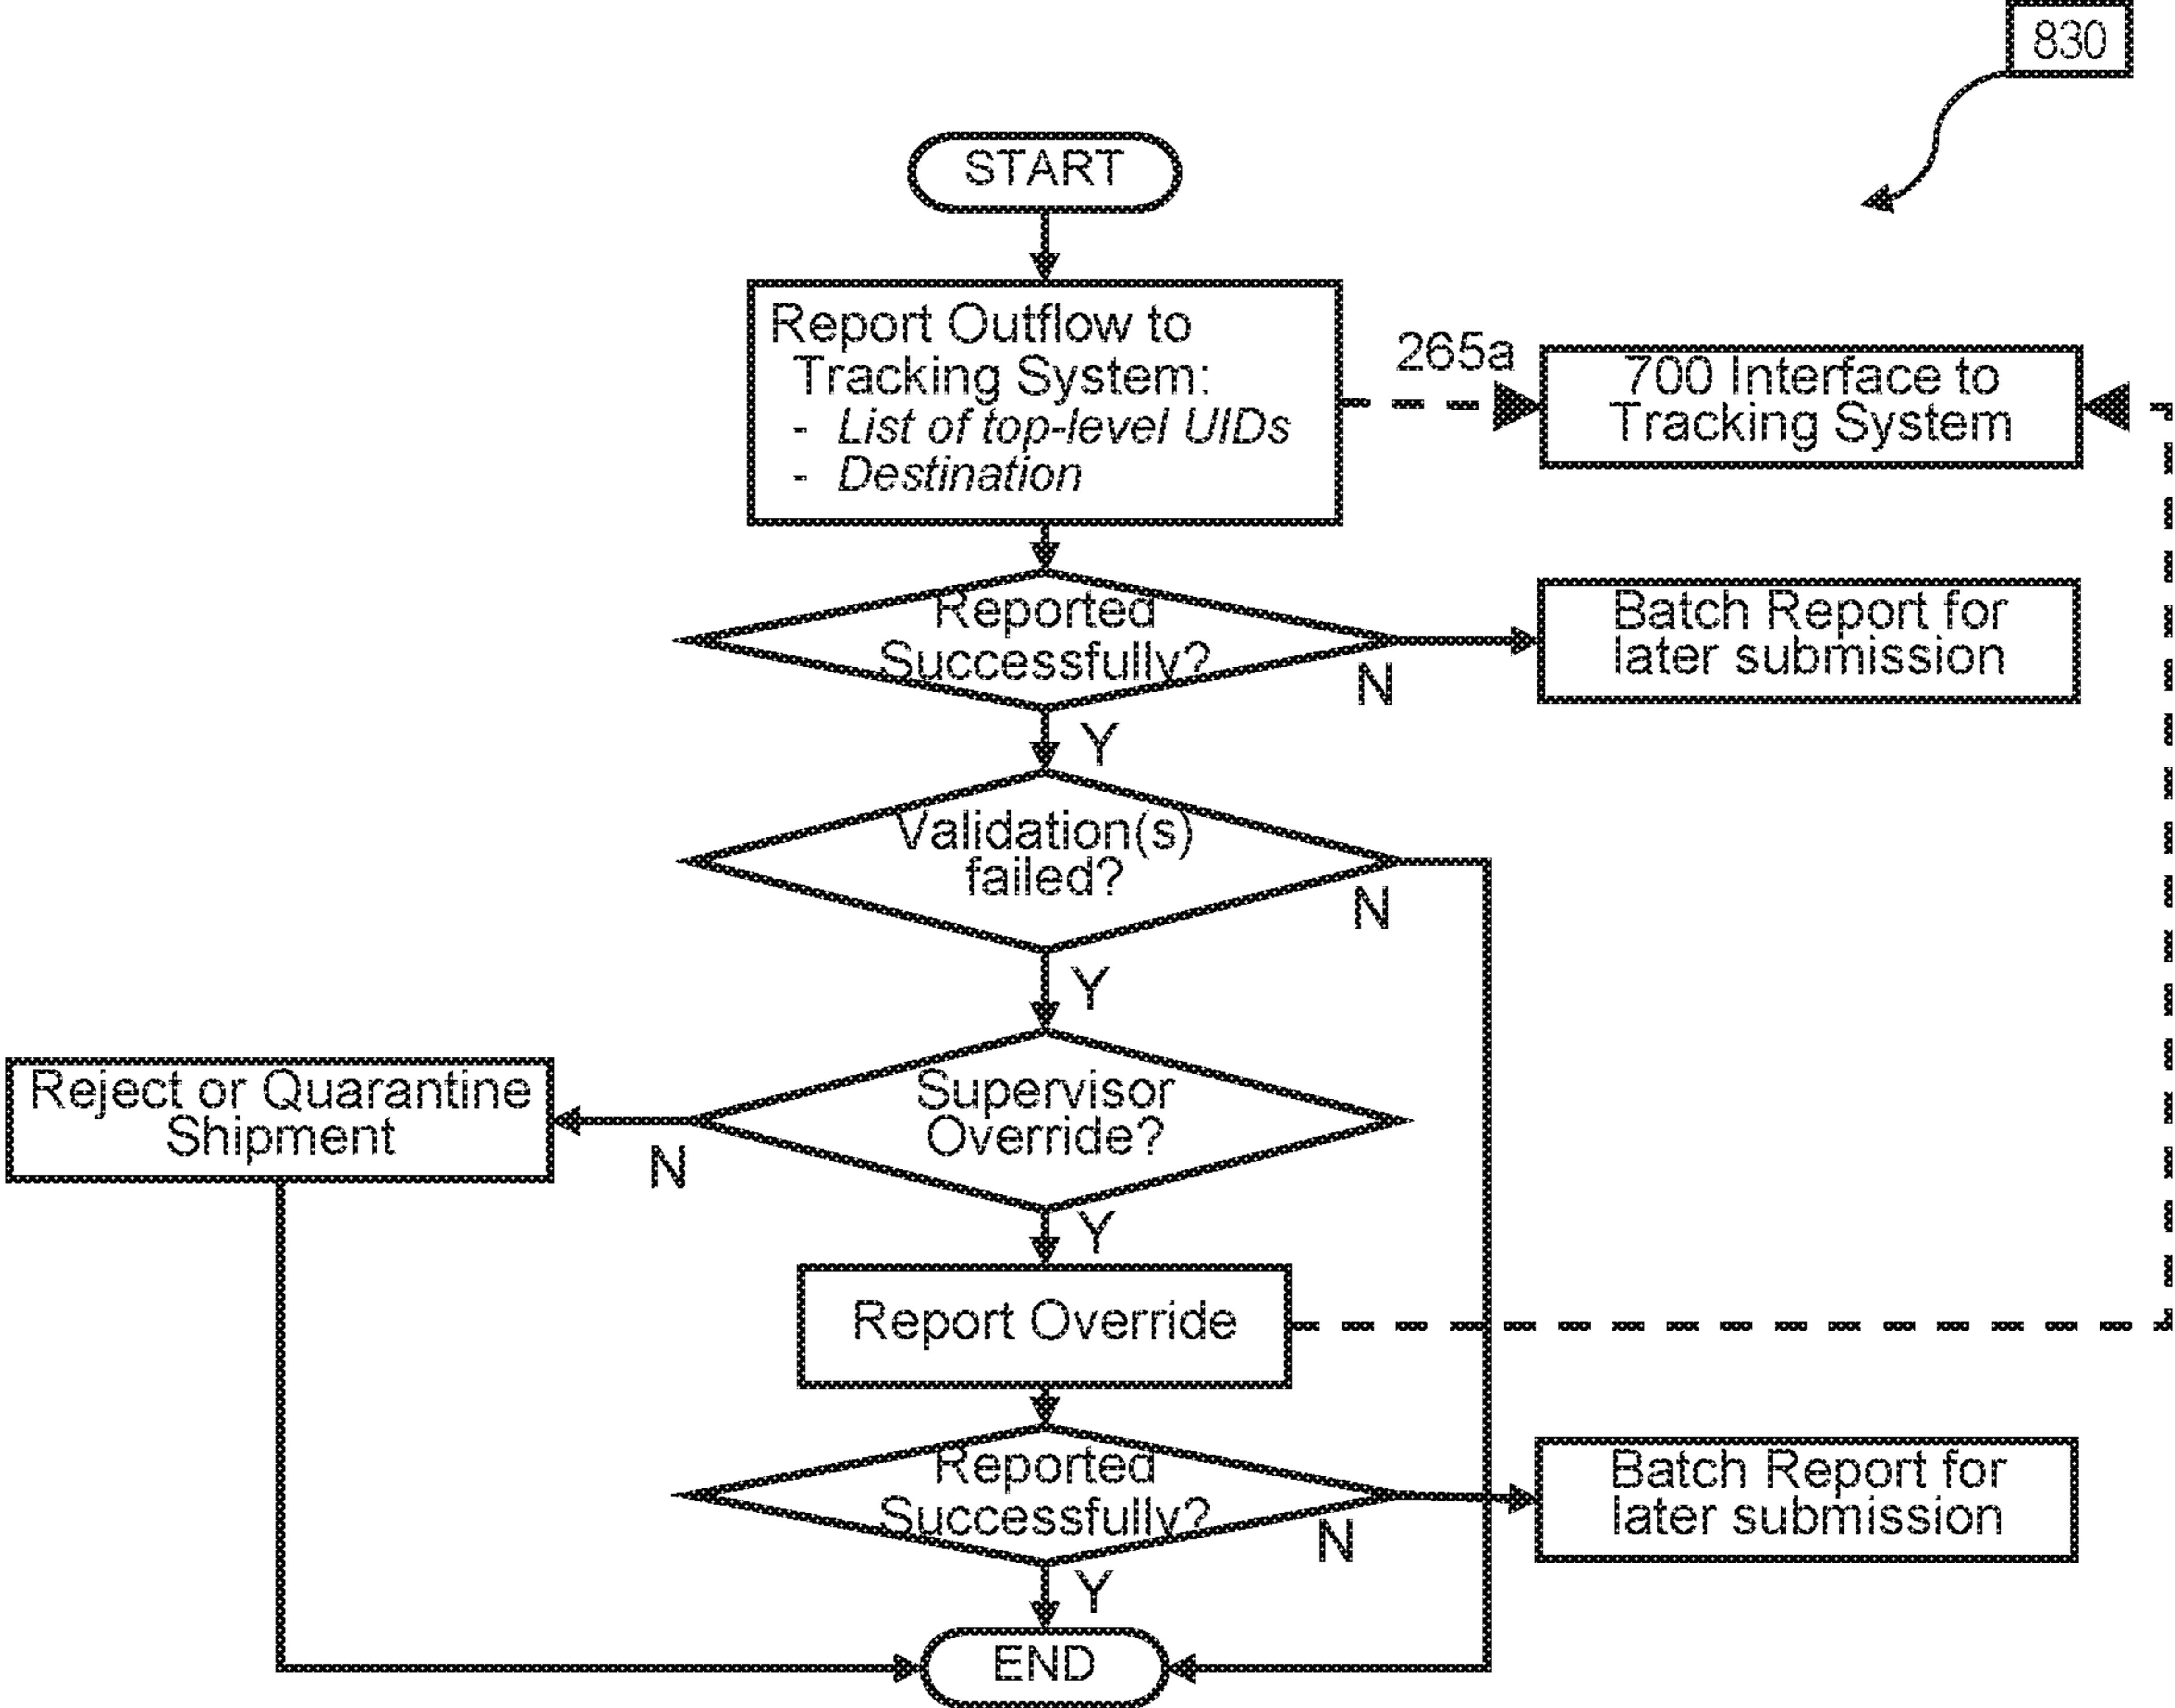 830
START
Report Outflow to
Tracking System:
- List of top-level UIDs
- Destination
265a
700 Interface to
Tracking System
Reported
Successfully?
N
Batch Report for
later submission
Y
Validation(s)
failed?
N
Y
Supervisor
Override?
N
Reject or Quarantine
Shipment
Y
Report Override
Reported
Successfully?
N
Batch Report for
later submission
Y
END